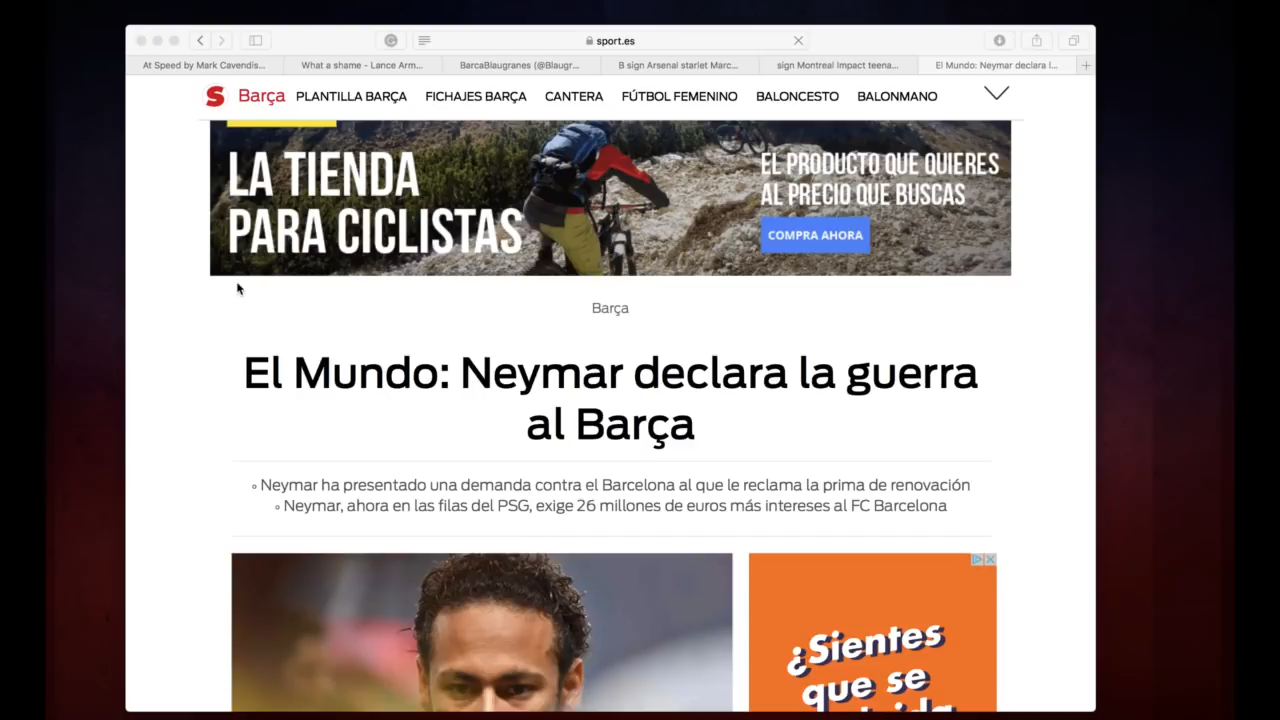 sport.es
At Speed by Mark Cavendis...
What a shame - Lance Arm...
BarcaBlaugranes (@Blaugr...
B sign Arsenal starlet Marc...
sign Montreal Impact teena...
El Mundo: Neymar declara l...
S Barça PLANTILLA BARÇA FICHAJES BARÇA CANTERA FÚTBOL FEMENINO BALONCESTO BALONMANO
LA TIENDA
PARA CICLISTAS
EL PRODUCTO QUE QUIERES
AL PRECIO QUE BUSCAS
COMPRA AHORA
Barça
El Mundo: Neymar declara la guerra
al Barça
Neymar ha presentado una demanda contra el Barcelona al que le reclama la prima de renovación
Neymar, ahora en las filas del PSG, exige 26 millones de euros más intereses al FC Barcelona
¿Sientes
que se